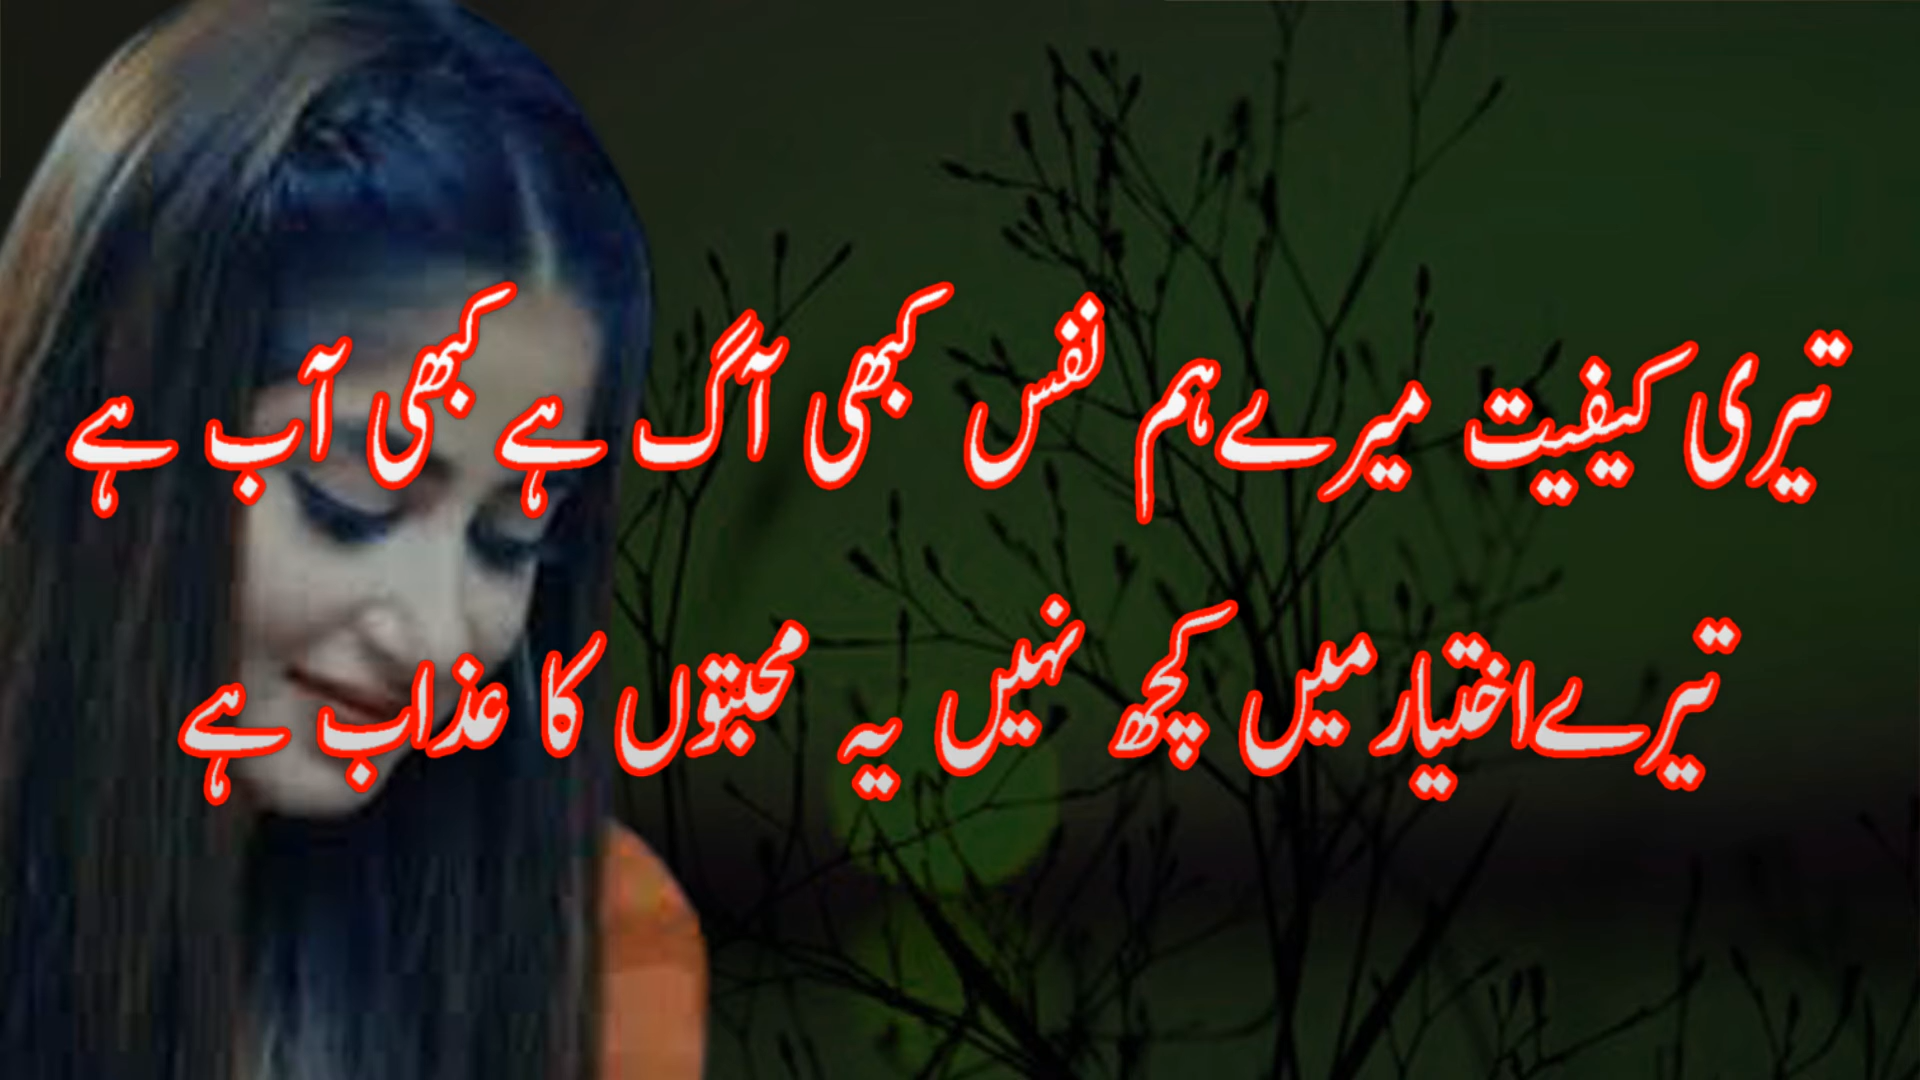 تیری کیفیت میرے ہم نفس کبھی آگ ہے کبھی آب ہے
تیرے اختیار میں کچھ نہیں یہ محبتوں کا عذاب ہے